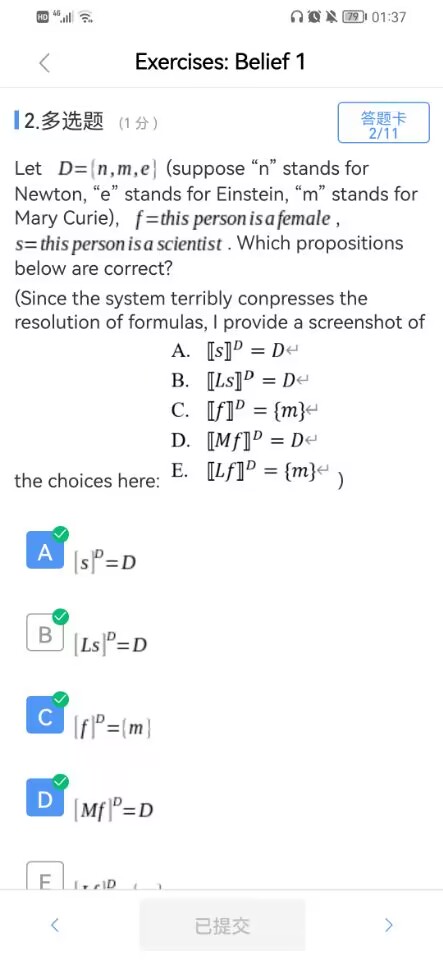 HD 4G 79 01:37
Exercises: Belief 1
2.多选题 (1 分)
答题卡
2/11
Let D={n,m,e} (suppose “n” stands for
Newton, “e” stands for Einstein, “m” stands for
Mary Curie), f=this person is a female ,
s=this person is a scientist . Which propositions
below are correct?
(Since the system terribly conpresses the
resolution of formulas, I provide a screenshot of
A. ⟦s⟧ᴰ = D↵
B. ⟦Ls⟧ᴰ = D↵
C. ⟦f⟧ᴰ = {m}↵
D. ⟦Mf⟧ᴰ = D↵
the choices here: E. ⟦Lf⟧ᴰ = {m}↵ )
A [s]ᴰ=D
B [Ls]ᴰ=D
C [f]ᴰ={m}
D [Mf]ᴰ=D
E
已提交